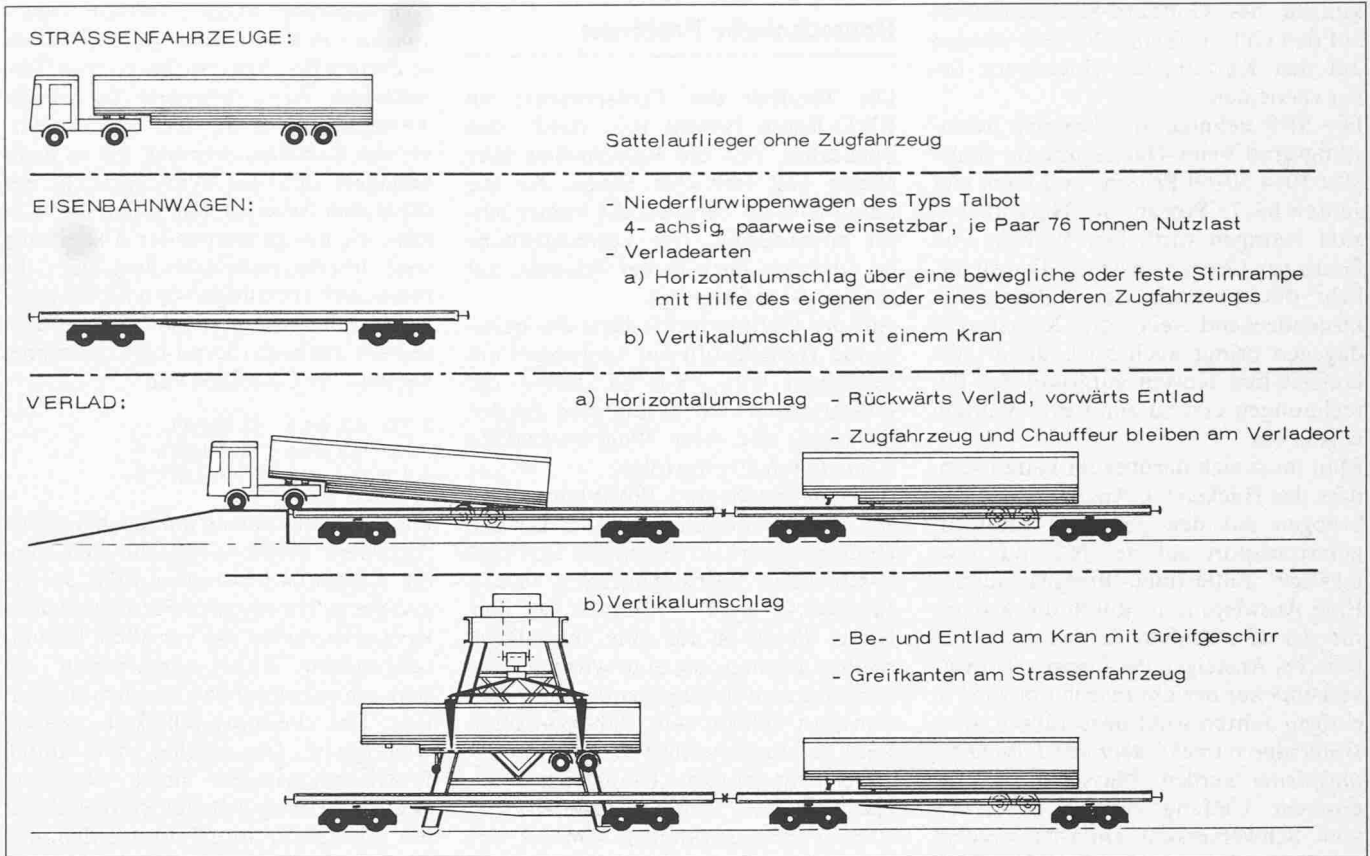 STRASSENFAHRZEUGE:
Sattelauflieger ohne Zugfahrzeug
EISENBAHNWAGEN:
- Niederflurwippenwagen des Typs Talbot
4- achsig, paarweise einsetzbar, je Paar 76 Tonnen Nutzlast
- Verladearten
a) Horizontalumschlag über eine bewegliche oder feste Stirnrampe
mit Hilfe des eigenen oder eines besonderen Zugfahrzeuges
b) Vertikalumschlag mit einem Kran
VERLAD:
a) Horizontalumschlag - Rückwärts Verlad, vorwärts Entlad
- Zugfahrzeug und Chauffeur bleiben am Verladeort
b) Vertikalumschlag
- Be- und Entlad am Kran mit Greifgeschirr
- Greifkanten am Strassenfahrzeug